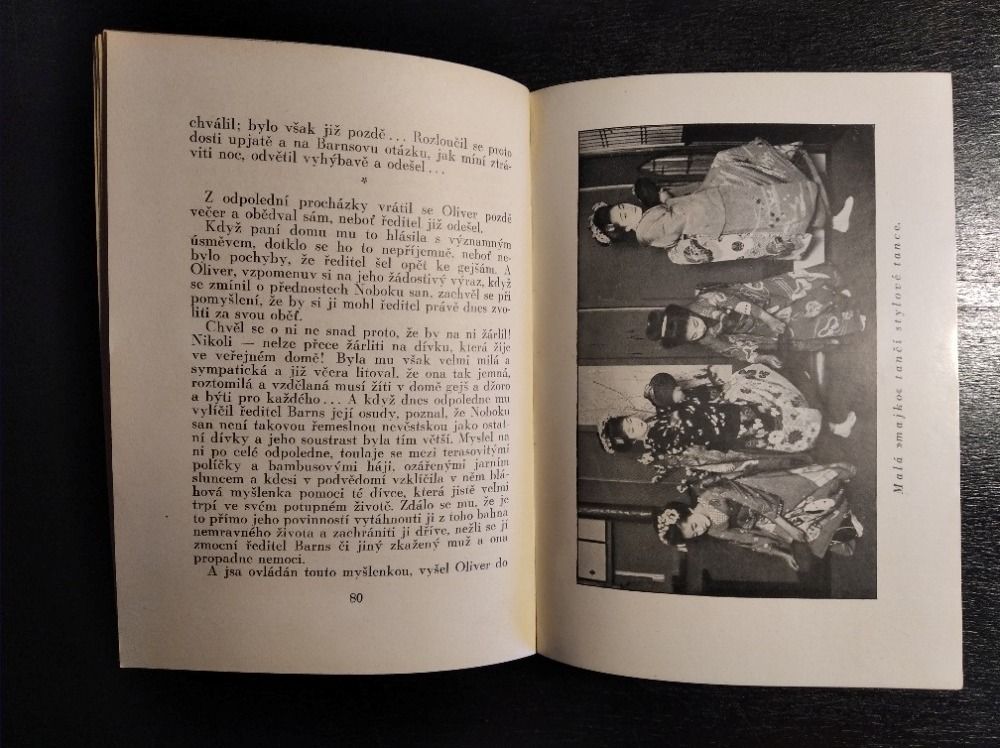 chválil; bylo však již pozdě... Rozloučil se proto
dosti upjatě a na Barnsovu otázku, jak míní ztrá-
viti noc, odvětil vyhýbavě a odešel...
*
Z odpolední procházky vrátil se Oliver pozdě
večer a obědval sám, neboť ředitel již odešel.
Když paní domu mu to hlásila s významným
úsměvem, dotklo se ho to nepříjemně, neboť ne-
bylo pochyby, že ředitel šel opět ke gejšám. A
Oliver, vzpomenuv si na jeho žádostivý výraz, když
se zmínil o přednostech Noboku san, zachvěl se při
pomyšlení, že by si ji mohl ředitel právě dnes zvo-
liti za svou oběť.
Chvěl se o ni ne snad proto, že by na ni žárlil!
Nikoli — nelze přece žárliti na dívku, která žije
ve veřejném domě! Byla mu však velmi milá a
sympatická a již včera litoval, že ona tak jemná,
roztomilá a vzdělaná musí žíti v domě gejš a džoro
a býti pro každého... A když dnes odpoledne mu
vylíčil ředitel Barns její osudy, poznal, že Noboku
san není takovou řemeslnou nevěstskou jako ostat-
ní dívky a jeho soustrast byla tím větší. Myslel na
ni po celé odpoledne, toulaje se mezi terasovitými
políčky a bambusovými háji, ozářenými jarním
sluncem a kdesi v podvědomí vzklíčila v něm blá-
hová myšlenka pomoci té dívce, která jistě velmi
trpí ve svém potupném životě. Zdálo se mu, že je
to přímo jeho povinností vytáhnouti ji z toho bahna
nemravného života a zachrániti ji dříve, nežli se jí
zmocní ředitel Barns či jiný zkažený muž a ona
propadne nemoci.
A jsa ovládán touto myšlenkou, vyšel Oliver do
80
Malá smajkoe tančí stylové tance.